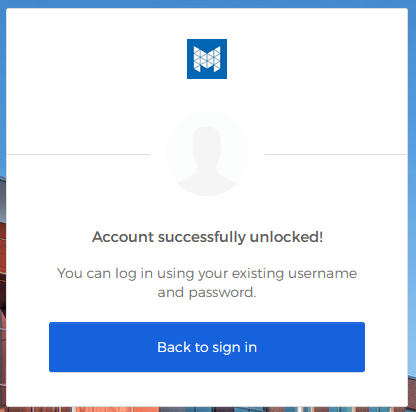 Account successfully unlocked!
You can log in using your existing username
and password.
Back to sign in